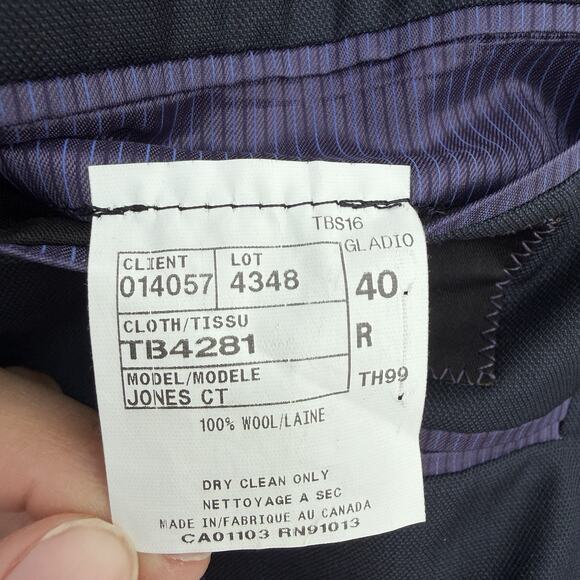 TBS16
GLADIO
CLIENT LOT
014057 4348 40
CLOTH/TISSU
TB4281 R
MODEL/MODELE TH99
JONES CT
100% WOOL/LAINE
DRY CLEAN ONLY
NETTOYAGE A SEC
MADE IN/FABRIQUE AU CANADA
CA01103 RN91013